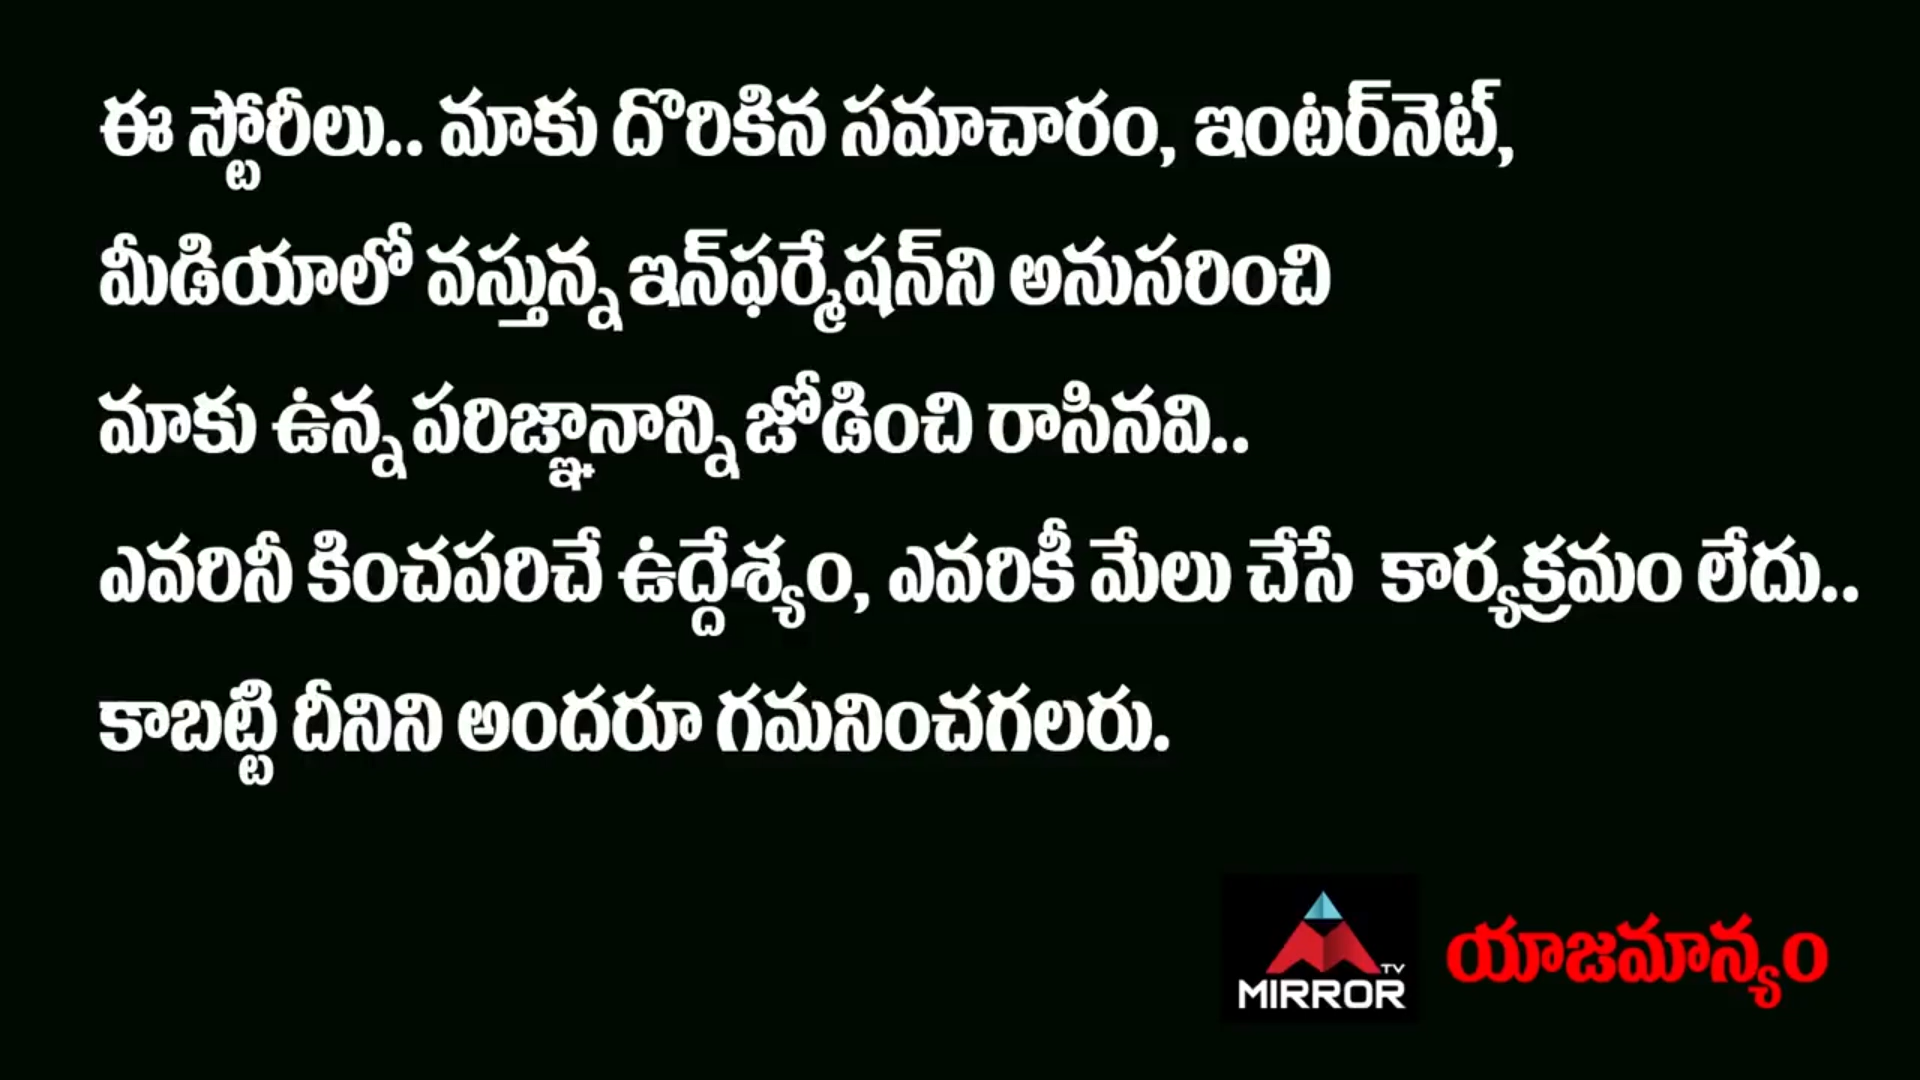 ఈ స్టోరీలు.. మాకు దొరికిన సమాచారం, ఇంటర్‌నెట్,
మీడియాలో వస్తున్న ఇన్‌ఫర్మేషన్‌ని అనుసరించి
మాకు ఉన్న పరిజ్ఞానాన్ని జోడించి రాసినవి..
ఎవరినీ కించపరిచే ఉద్దేశ్యం, ఎవరికీ మేలు చేసే కార్యక్రమం లేదు..
కాబట్టి దీనిని అందరూ గమనించగలరు.
TV
MIRROR
యాజమాన్యం